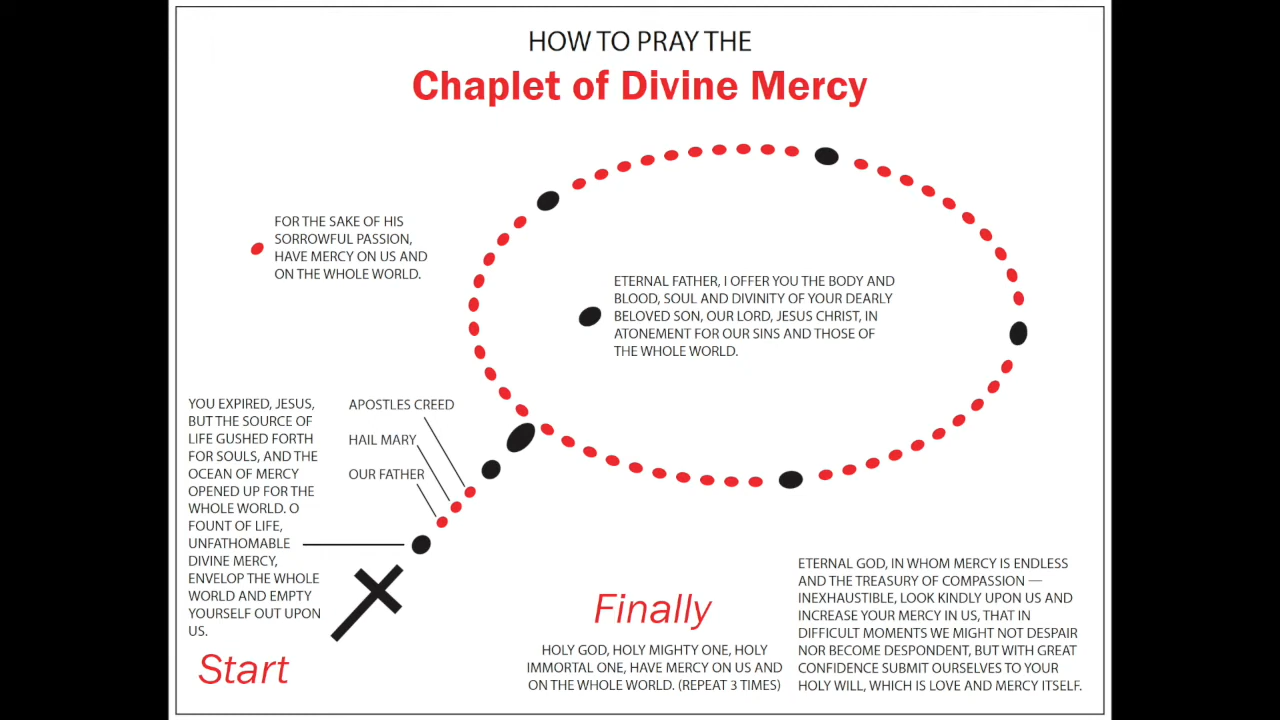 HOW TO PRAY THE
Chaplet of Divine Mercy
FOR THE SAKE OF HIS
SORROWFUL PASSION,
HAVE MERCY ON US AND
ON THE WHOLE WORLD.
ETERNAL FATHER, I OFFER YOU THE BODY AND
BLOOD, SOUL AND DIVINITY OF YOUR DEARLY
BELOVED SON, OUR LORD, JESUS CHRIST, IN
ATONEMENT FOR OUR SINS AND THOSE OF
THE WHOLE WORLD.
YOU EXPIRED, JESUS,
BUT THE SOURCE OF
LIFE GUSHED FORTH
FOR SOULS, AND THE
OCEAN OF MERCY
OPENED UP FOR THE
WHOLE WORLD. O
FOUNT OF LIFE,
UNFATHOMABLE
DIVINE MERCY,
ENVELOP THE WHOLE
WORLD AND EMPTY
YOURSELF OUT UPON
US.
APOSTLES CREED
HAIL MARY
OUR FATHER
Start
Finally
HOLY GOD, HOLY MIGHTY ONE, HOLY
IMMORTAL ONE, HAVE MERCY ON US AND
ON THE WHOLE WORLD. (REPEAT 3 TIMES)
ETERNAL GOD, IN WHOM MERCY IS ENDLESS
AND THE TREASURY OF COMPASSION —
INEXHAUSTIBLE, LOOK KINDLY UPON US AND
INCREASE YOUR MERCY IN US, THAT IN
DIFFICULT MOMENTS WE MIGHT NOT DESPAIR
NOR BECOME DESPONDENT, BUT WITH GREAT
CONFIDENCE SUBMIT OURSELVES TO YOUR
HOLY WILL, WHICH IS LOVE AND MERCY ITSELF.